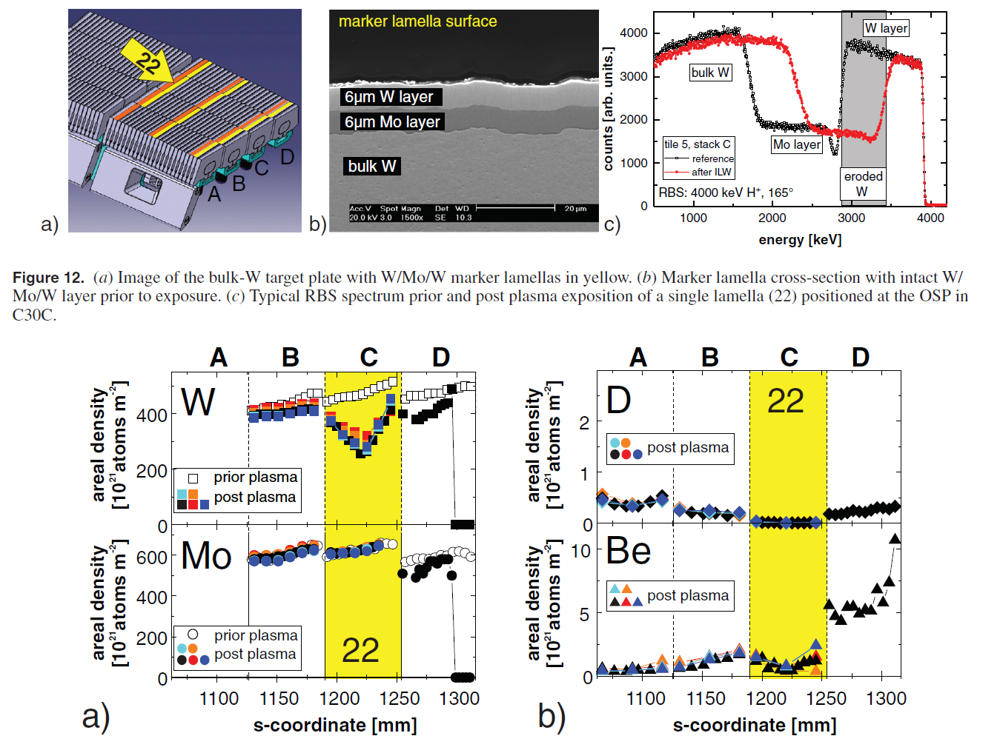 22
A
B
C
D
a)
marker lamella surface
6µm W layer
6µm Mo layer
bulk W
Acc.V Spot Magn Det WD 20 µm
20.0 kV 3.0 1500x SE 10.3
b)
counts [arb. units.]
4000
3000
2000
1000
0
W layer
bulk W
Mo layer
tile 5, stack C
reference
after ILW
eroded
W
RBS: 4000 keV H⁺, 165°
1000 2000 3000 4000
energy [keV]
c)
Figure 12. (a) Image of the bulk-W target plate with W/Mo/W marker lamellas in yellow. (b) Marker lamella cross-section with intact W/
Mo/W layer prior to exposure. (c) Typical RBS spectrum prior and post plasma exposition of a single lamella (22) positioned at the OSP in
C30C.
A B C D
W
areal density
[10²¹atoms m⁻²]
400
200
0
prior plasma
post plasma
Mo
areal density
[10²¹atoms m⁻²]
600
400
200
0
prior plasma
post plasma
22
1100 1150 1200 1250 1300
s-coordinate [mm]
a)
A B C D
D
22
areal density
[10²¹atoms m⁻²]
2
1
0
post plasma
Be
areal density
[10²¹atoms m⁻²]
10
5
0
post plasma
1100 1150 1200 1250 1300
s-coordinate [mm]
b)